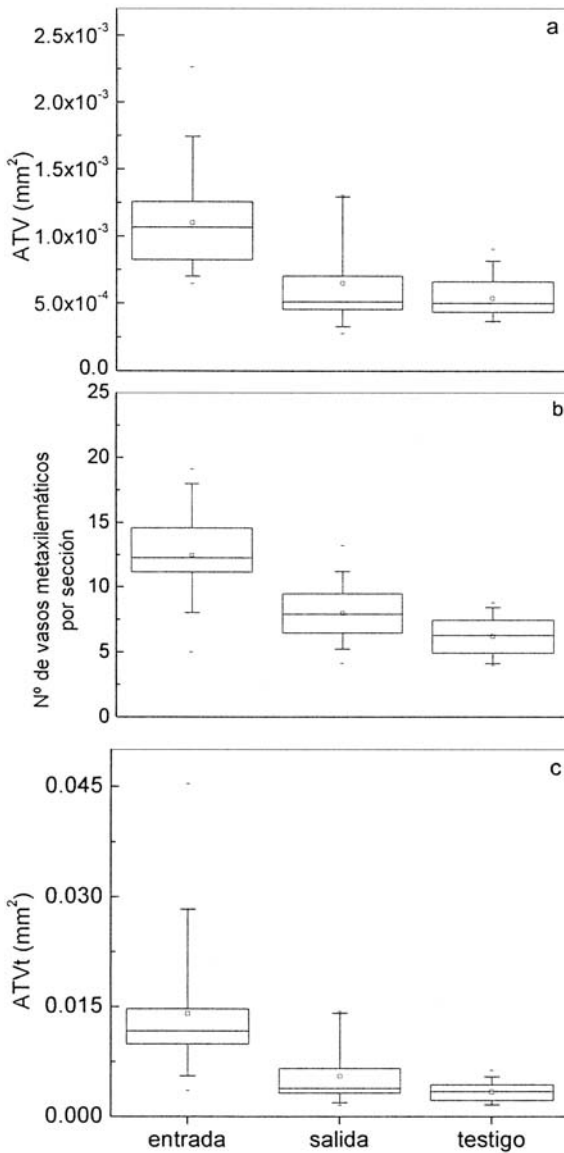 a
2.5x10⁻³
2.0x10⁻³
1.5x10⁻³
1.0x10⁻³
5.0x10⁻⁴
0.0
ATV (mm²)
b
25
20
15
10
5
0
Nº de vasos metaxilemáticos
por sección
c
0.045
0.030
0.015
0.000
ATVt (mm²)
entrada salida testigo